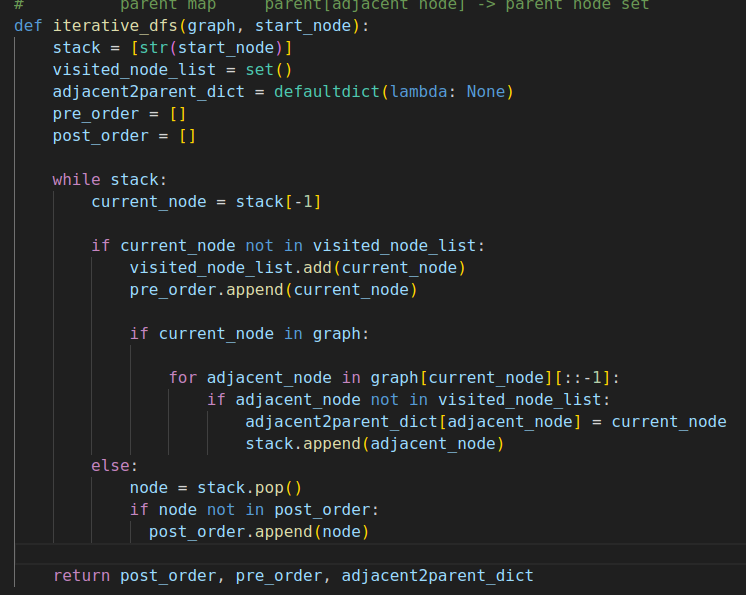 #          parent map     parent[adjacent node] -> parent node set
def iterative_dfs(graph, start_node):
    stack = [str(start_node)]
    visited_node_list = set()
    adjacent2parent_dict = defaultdict(lambda: None)
    pre_order = []
    post_order = []

    while stack:
        current_node = stack[-1]

        if current_node not in visited_node_list:
            visited_node_list.add(current_node)
            pre_order.append(current_node)

            if current_node in graph:

                for adjacent_node in graph[current_node][::-1]:
                    if adjacent_node not in visited_node_list:
                        adjacent2parent_dict[adjacent_node] = current_node
                        stack.append(adjacent_node)
        else:
            node = stack.pop()
            if node not in post_order:
              post_order.append(node)

    return post_order, pre_order, adjacent2parent_dict